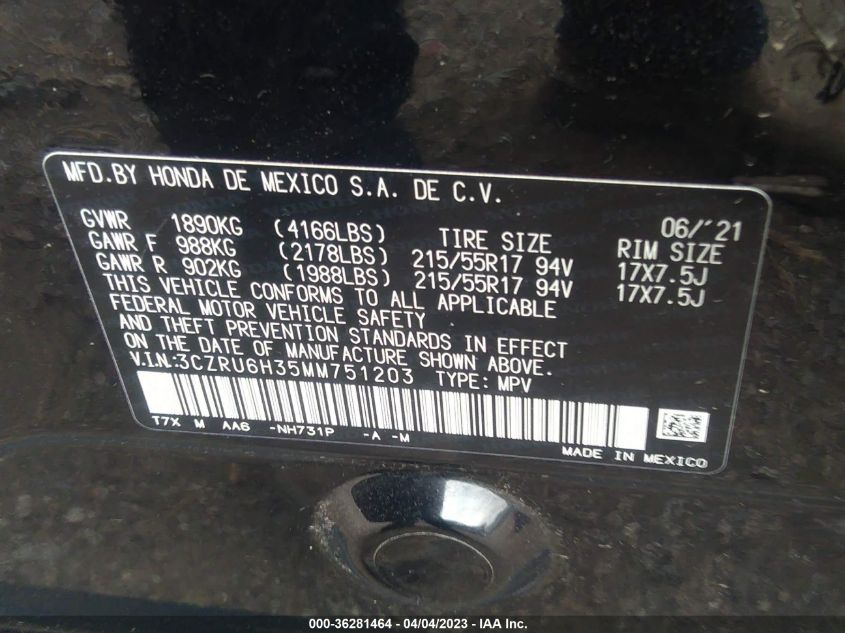 MFD.BY HONDA DE MEXICO S.A. DE C.V.
GVWR 1890KG (4166LBS) 06/'21
GAWR F 988KG (2178LBS) TIRE SIZE RIM SIZE
GAWR R 902KG (1988LBS) 215/55R17 94V 17X7.5J
215/55R17 94V 17X7.5J
THIS VEHICLE CONFORMS TO ALL APPLICABLE
FEDERAL MOTOR VEHICLE SAFETY
AND THEFT PREVENTION STANDARDS IN EFFECT
ON THE DATE OF MANUFACTURE SHOWN ABOVE.
V.I.N.:3CZRU6H35MM751203 TYPE: MPV
T7X M AA6 -NH731P -A -M
MADE IN MEXICO
000-36281464 - 04/04/2023 - IAA Inc.